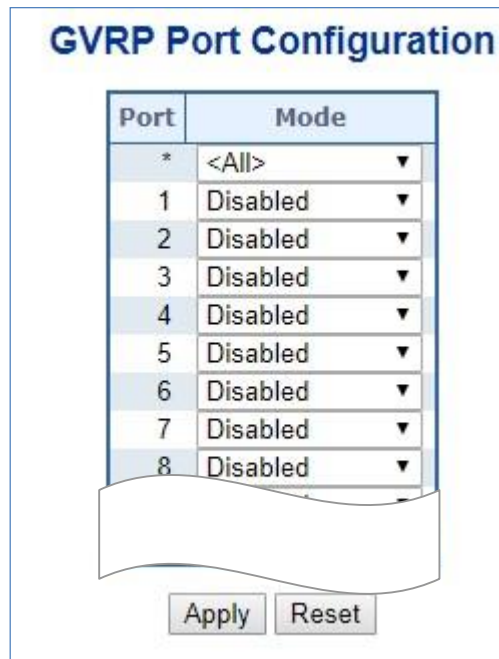 GVRP Port Configuration
Port Mode
* <All>
1 Disabled
2 Disabled
3 Disabled
4 Disabled
5 Disabled
6 Disabled
7 Disabled
8 Disabled
Apply Reset